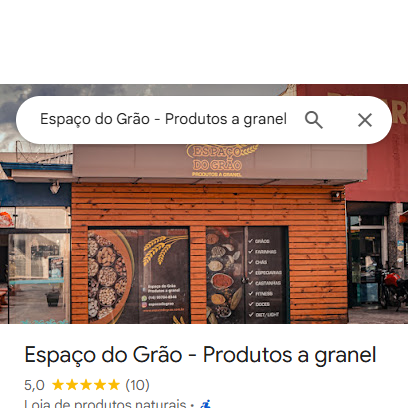 Espaço do Grão - Produtos a granel
ESPAÇO
DO GRÃO
PRODUTOS A GRANEL
GRÃOS
FARINHAS
CHÁS
ESPECIARIAS
CASTANHAS
FITNESS
DOCES
DIET/LIGHT
Espaço do Grão
Produtos a granel
espacodograo
Espaço do Grão - Produtos a granel
5,0 ★★★★★ (10)
Loja de produtos naturais ·